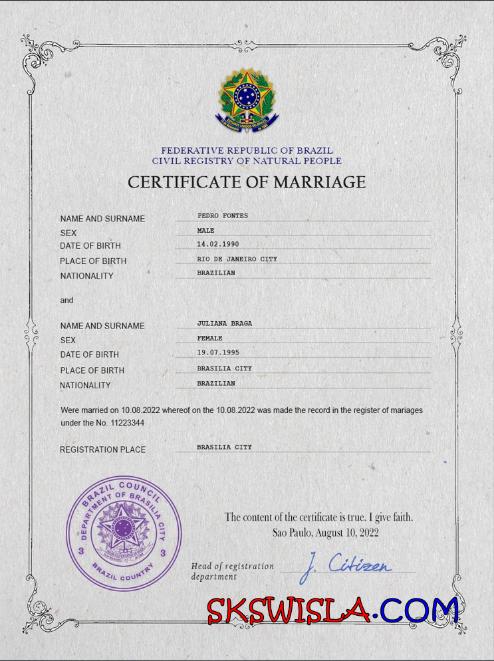 FEDERATIVE REPUBLIC OF BRAZIL
CIVIL REGISTRY OF NATURAL PEOPLE
CERTIFICATE OF MARRIAGE
NAME AND SURNAME PEDRO FONTES
SEX MALE
DATE OF BIRTH 14.02.1990
PLACE OF BIRTH RIO DE JANEIRO CITY
NATIONALITY BRAZILIAN
and
NAME AND SURNAME JULIANA BRAGA
SEX FEMALE
DATE OF BIRTH 19.07.1995
PLACE OF BIRTH BRASILIA CITY
NATIONALITY BRAZILIAN
Were married on 10.08.2022 whereof on the 10.08.2022 was made the record in the register of mariages
under the No. 11223344
REGISTRATION PLACE BRASILIA CITY
BRAZIL COUNCIL
DEPARTMENT OF BRASILIA CITY
3 3
BRAZIL COUNTRY
The content of the certificate is true. I give faith.
Sao Paulo, August 10, 2022
Head of registration
department
J. Citizen
SKSWISLA.COM